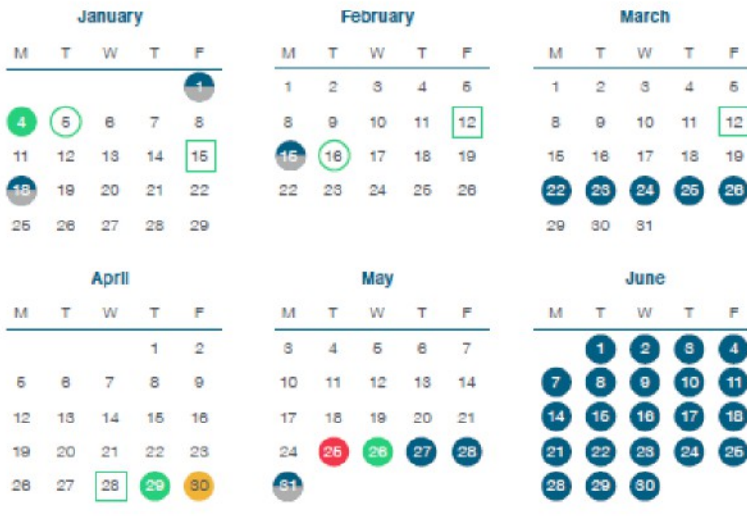 January February March
M T W T F M T W T F M T W T F
1 1 2 3 4 5 1 2 3 4 5
4 5 6 7 8 8 9 10 11 12 8 9 10 11 12
11 12 13 14 15 15 16 17 18 19 15 16 17 18 19
18 19 20 21 22 22 23 24 25 26 22 23 24 25 26
25 26 27 28 29 29 30 31
April May June
M T W T F M T W T F M T W T F
1 2 3 4 5 6 7 1 2 3 4
5 6 7 8 9 10 11 12 13 14 7 8 9 10 11
12 13 14 15 16 17 18 19 20 21 14 15 16 17 18
19 20 21 22 23 24 25 26 27 28 21 22 23 24 25
26 27 28 29 30 31 28 29 30